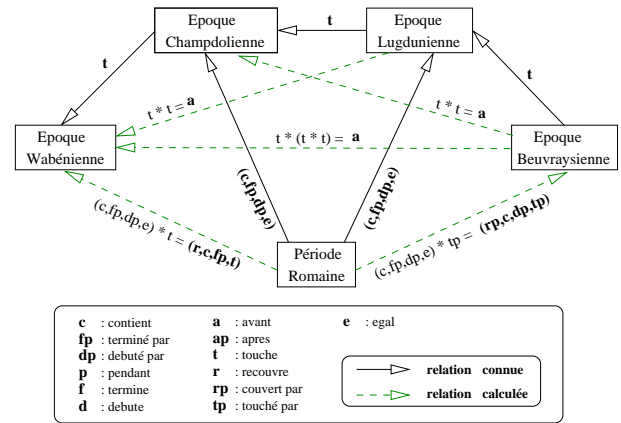 t
Epoque
Champdolienne
Epoque
Lugdunienne
t
t
t * t = a
t * t = a
Epoque
Wabénienne
t * (t * t) = a
Epoque
Beuvraysienne
(c,fp,dp,e)
(c,fp,dp,e)
(c,fp,dp,e) * t = (r,c,fp,t)
(c,fp,dp,e) * tp = (rp,c,dp,tp)
Période
Romaine
c : contient
fp : terminé par
dp : debuté par
p : pendant
f : termine
d : debute
a : avant
ap : apres
t : touche
r : recouvre
rp : couvert par
tp : touché par
e : egal
relation connue
relation calculée